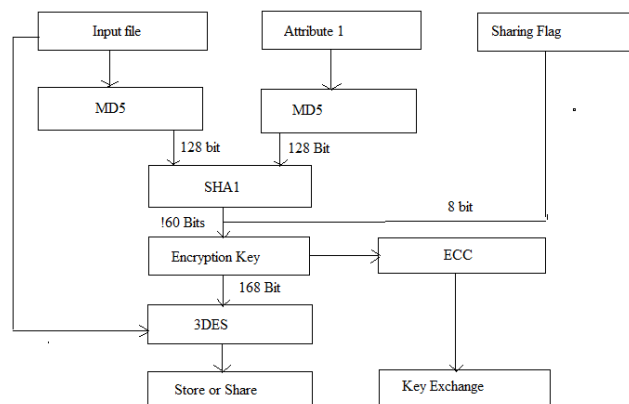 Input file
Attribute 1
Sharing Flag
MD5
MD5
128 bit
128 Bit
SHA1
8 bit
!60 Bits
Encryption Key
ECC
168 Bit
3DES
Store or Share
Key Exchange